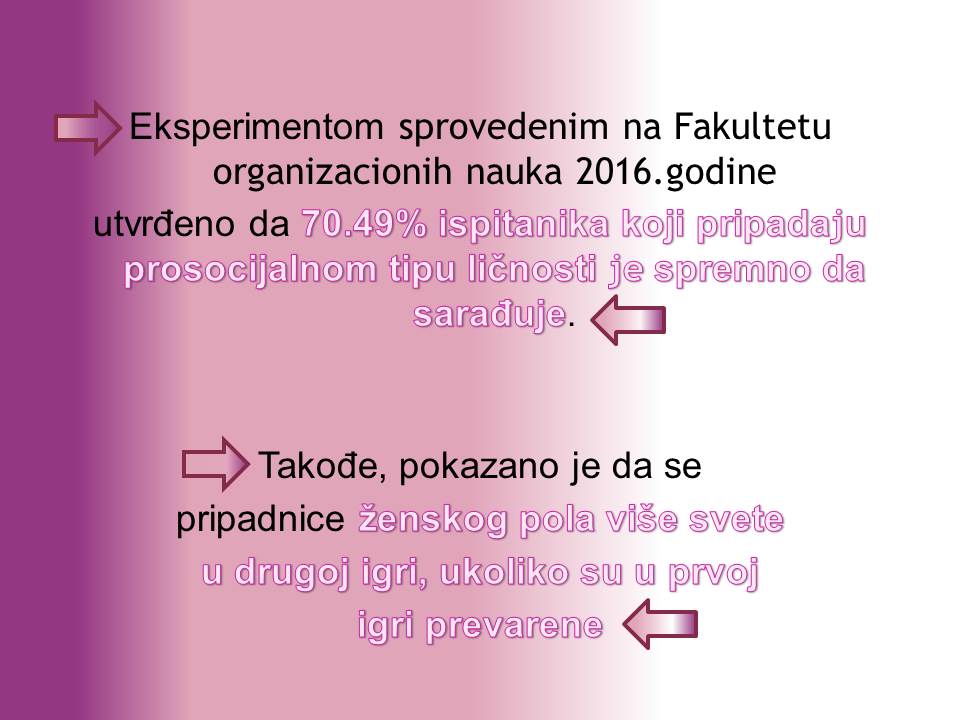 Eksperimentom sprovedenim na Fakultetu
organizacionih nauka 2016.godine
utvrđeno da 70.49% ispitanika koji pripadaju
prosocijalnom tipu ličnosti je spremno da
sarađuje.
Takođe, pokazano je da se
pripadnice ženskog pola više svete
u drugoj igri, ukoliko su u prvoj
igri prevarene